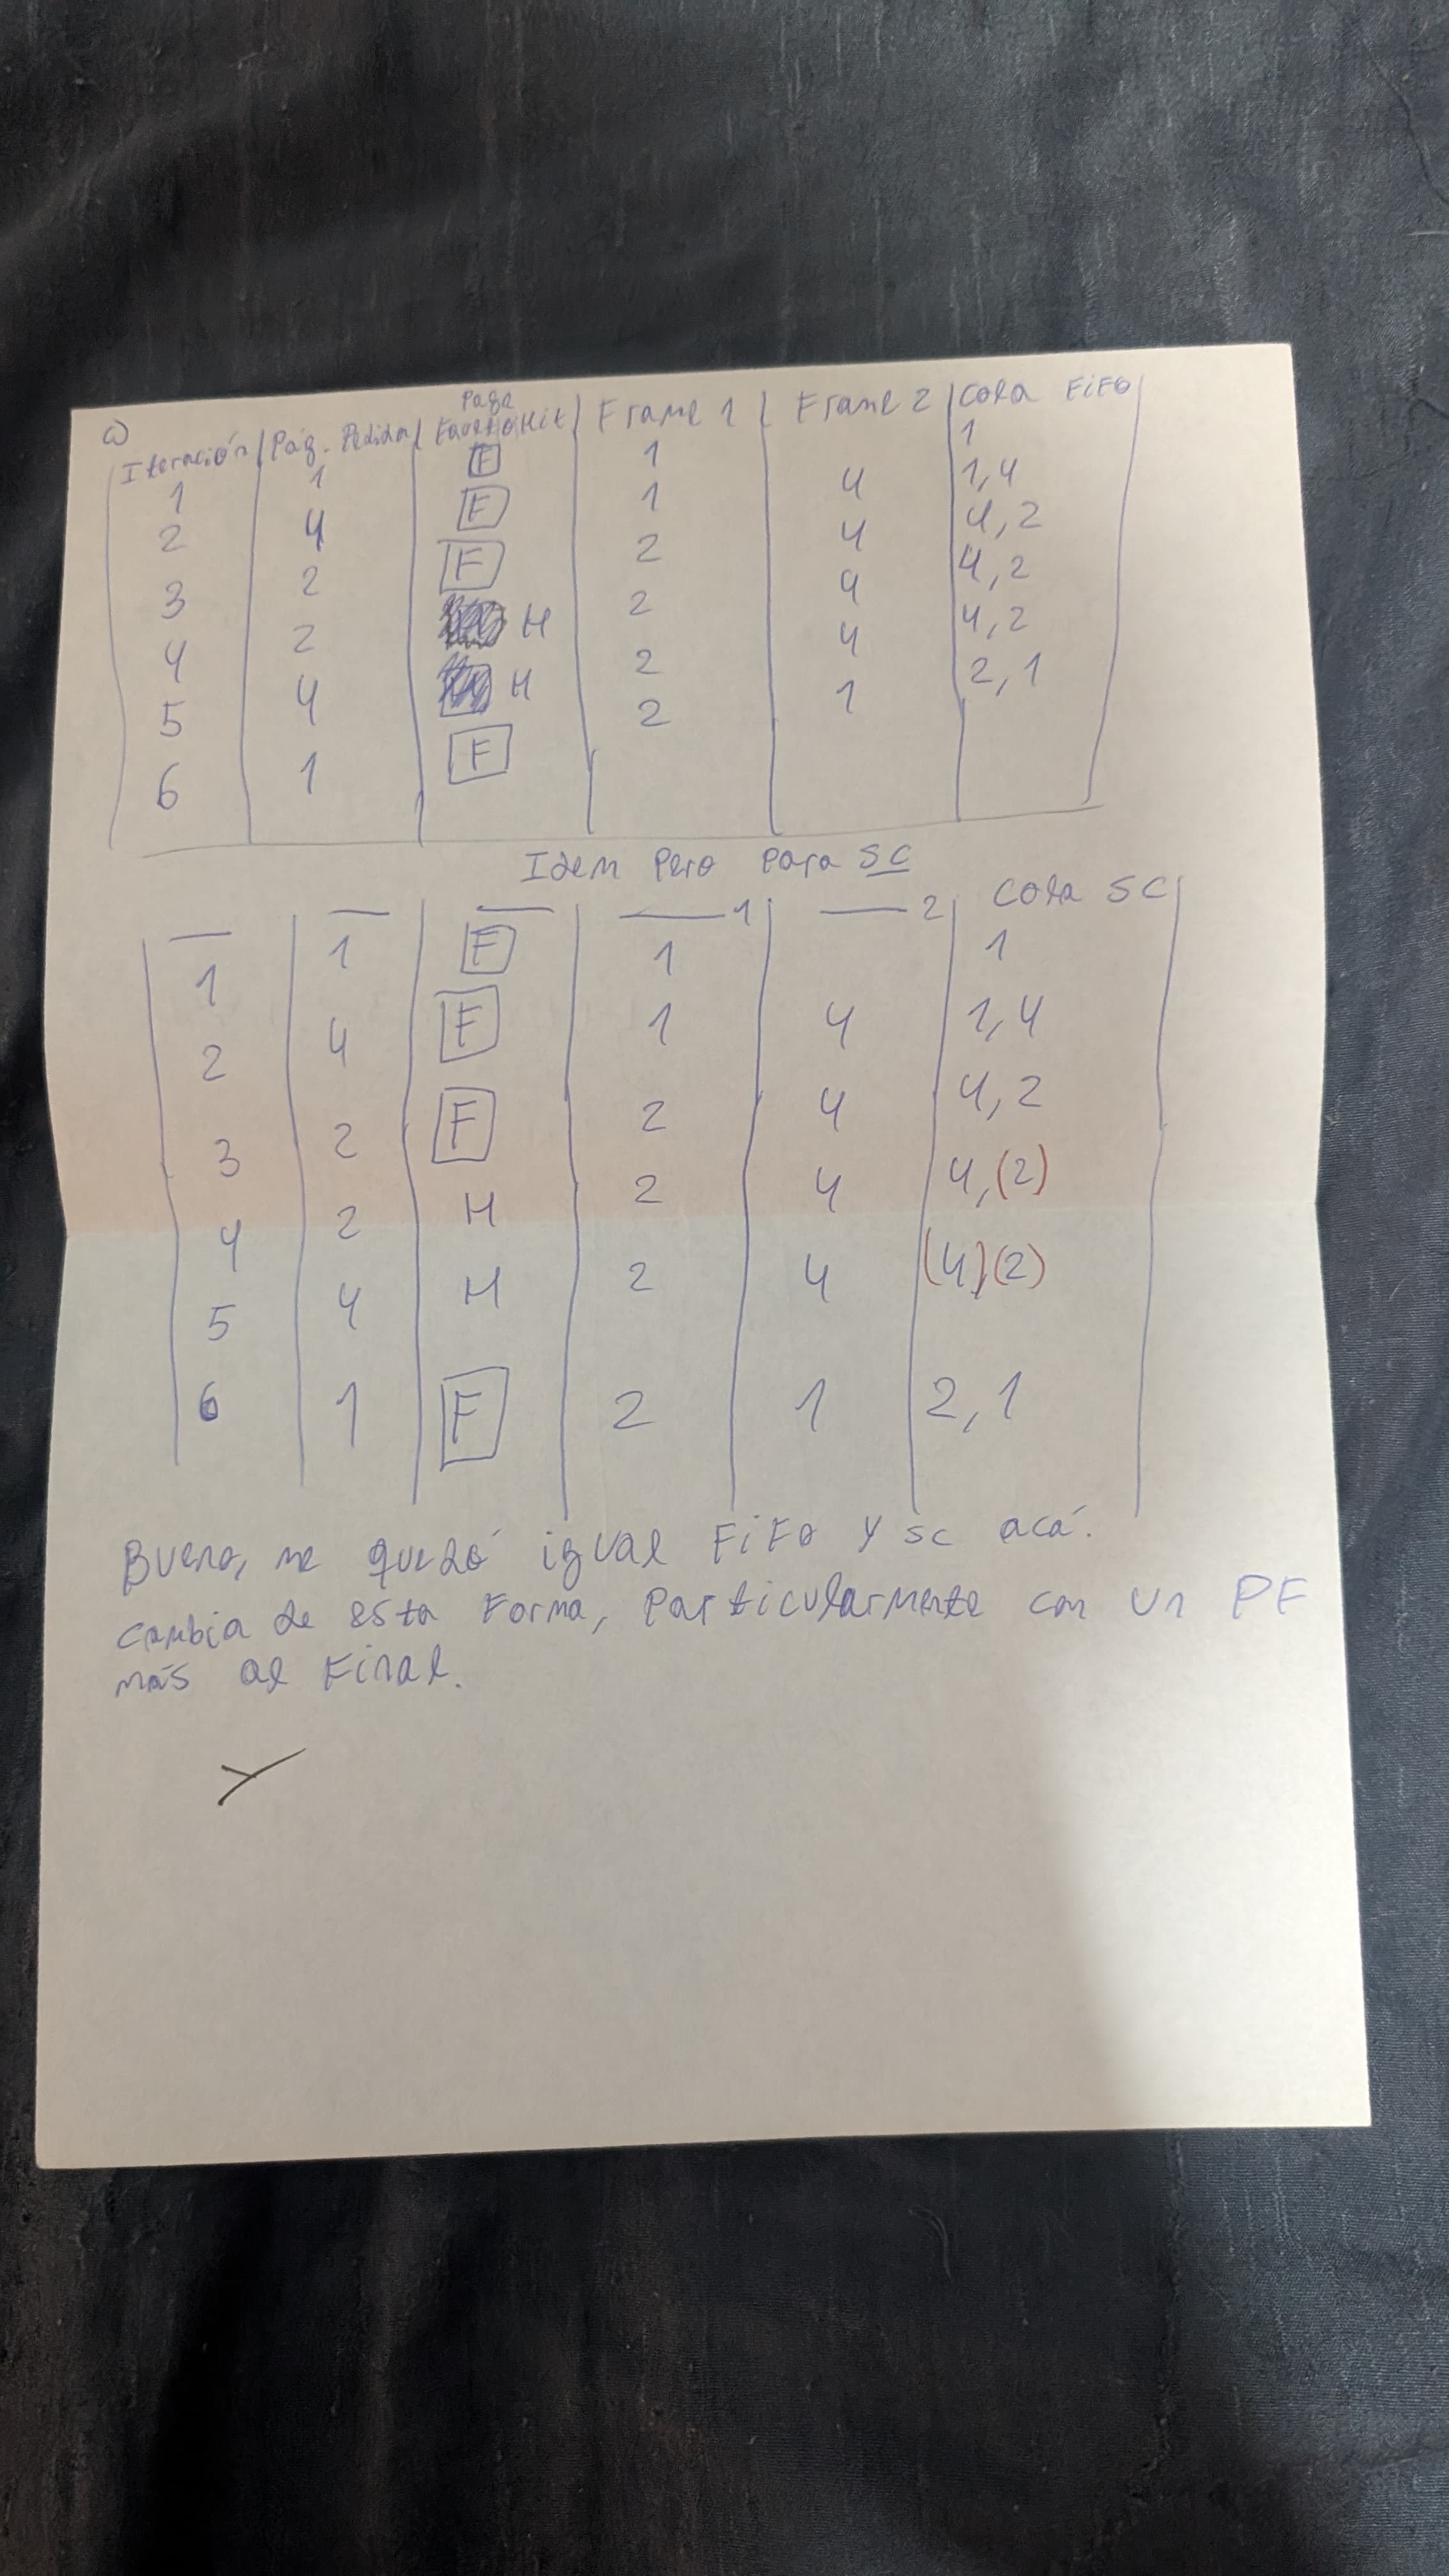 a)
Iteración | Pág. Pedida | Page Fault o Hit | Frame 1 | Frame 2 | Cola FIFO
1 1 F 1 1
2 4 F 1 4 1,4
3 2 F 2 4 4,2
4 2 H 2 4 4,2
5 4 H 2 4 4,2
6 1 F 2 1 2,1
Idem pero para SC
1 2 Cola SC
1 1 F 1 1
2 4 F 1 4 1,4
3 2 F 2 4 4,2
4 2 H 2 4 4,(2)
5 4 H 2 4 (4)(2)
6 1 F 2 1 2,1
Bueno, me quedó igual FiFo y sc acá.
cambia de esta Forma, particularmente con un PF
más al Final.